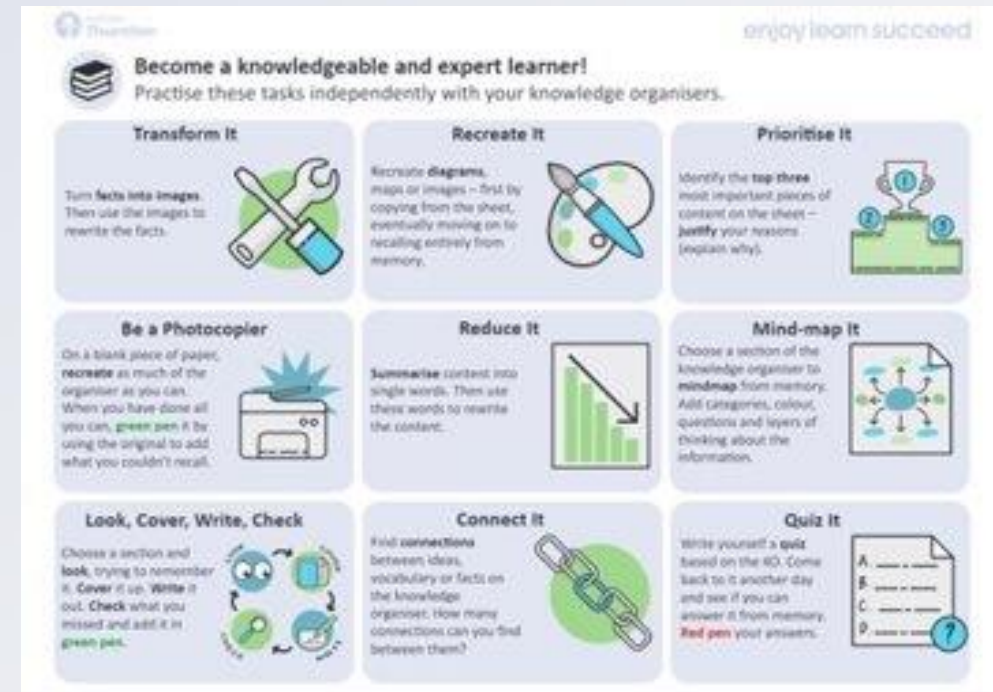 Thurston
enjoy learn succeed
Become a knowledgeable and expert learner!
Practise these tasks independently with your knowledge organisers.
Transform It
Turn facts into images.
Then use the images to
rewrite the facts.
Recreate It
Recreate diagrams,
maps or images – first by
copying from the sheet,
eventually moving on to
recalling entirely from
memory.
Prioritise It
Identify the top three
most important pieces of
content on the sheet –
justify your reasons
(explain why).
1
2
3
Be a Photocopier
On a blank piece of paper,
recreate as much of the
organiser as you can.
When you have done all
you can, green pen it by
using the original to add
what you couldn't recall.
Reduce It
Summarise content into
single words. Then use
these words to rewrite
the content.
Mind-map It
Choose a section of the
knowledge organiser to
mindmap from memory.
Add categories, colour,
questions and layers of
thinking about the
information.
Look, Cover, Write, Check
Choose a section and
look, trying to remember
it. Cover it up. Write it
out. Check what you
missed and add it in
green pen.
Connect It
Find connections
between ideas,
vocabulary or facts on
the knowledge
organiser. How many
connections can you find
between them?
Quiz It
Write yourself a quiz
based on the KO. Come
back to it another day
and see if you can
answer it from memory.
Red pen your answers.
A.
B.
C.
D.
?